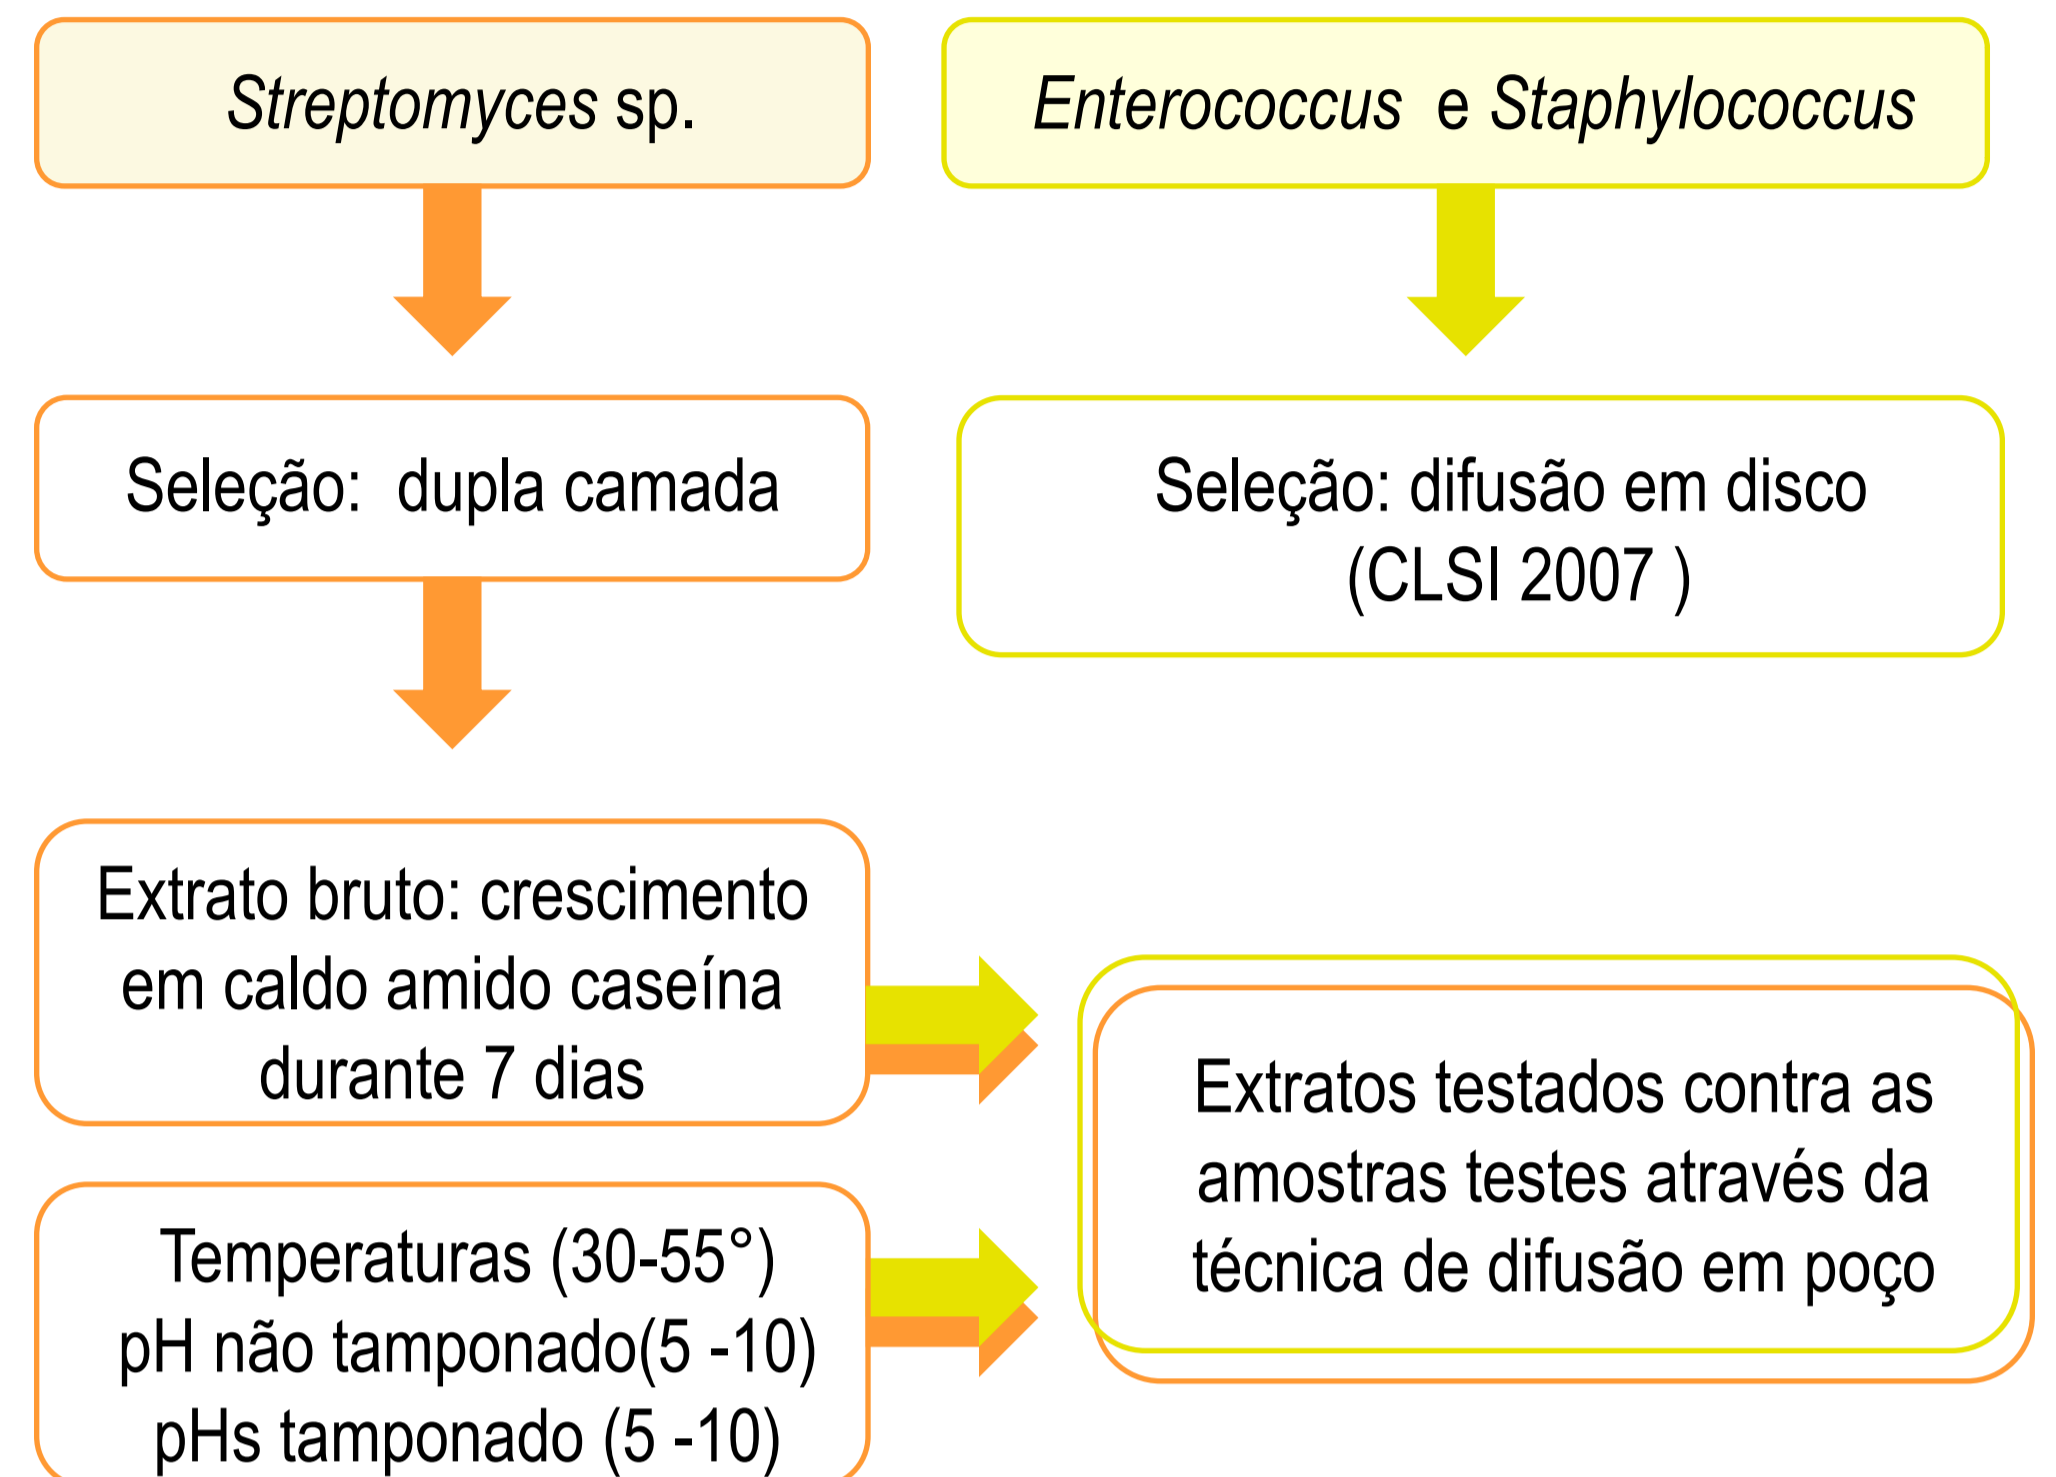 Streptomyces sp.
Enterococcus e Staphylococcus
Seleção: dupla camada
Seleção: difusão em disco
(CLSI 2007 )
Extrato bruto: crescimento
em caldo amido caseína
durante 7 dias
Temperaturas (30-55°)
pH não tamponado(5 -10)
pHs tamponado (5 -10)
Extratos testados contra as
amostras testes através da
técnica de difusão em poço